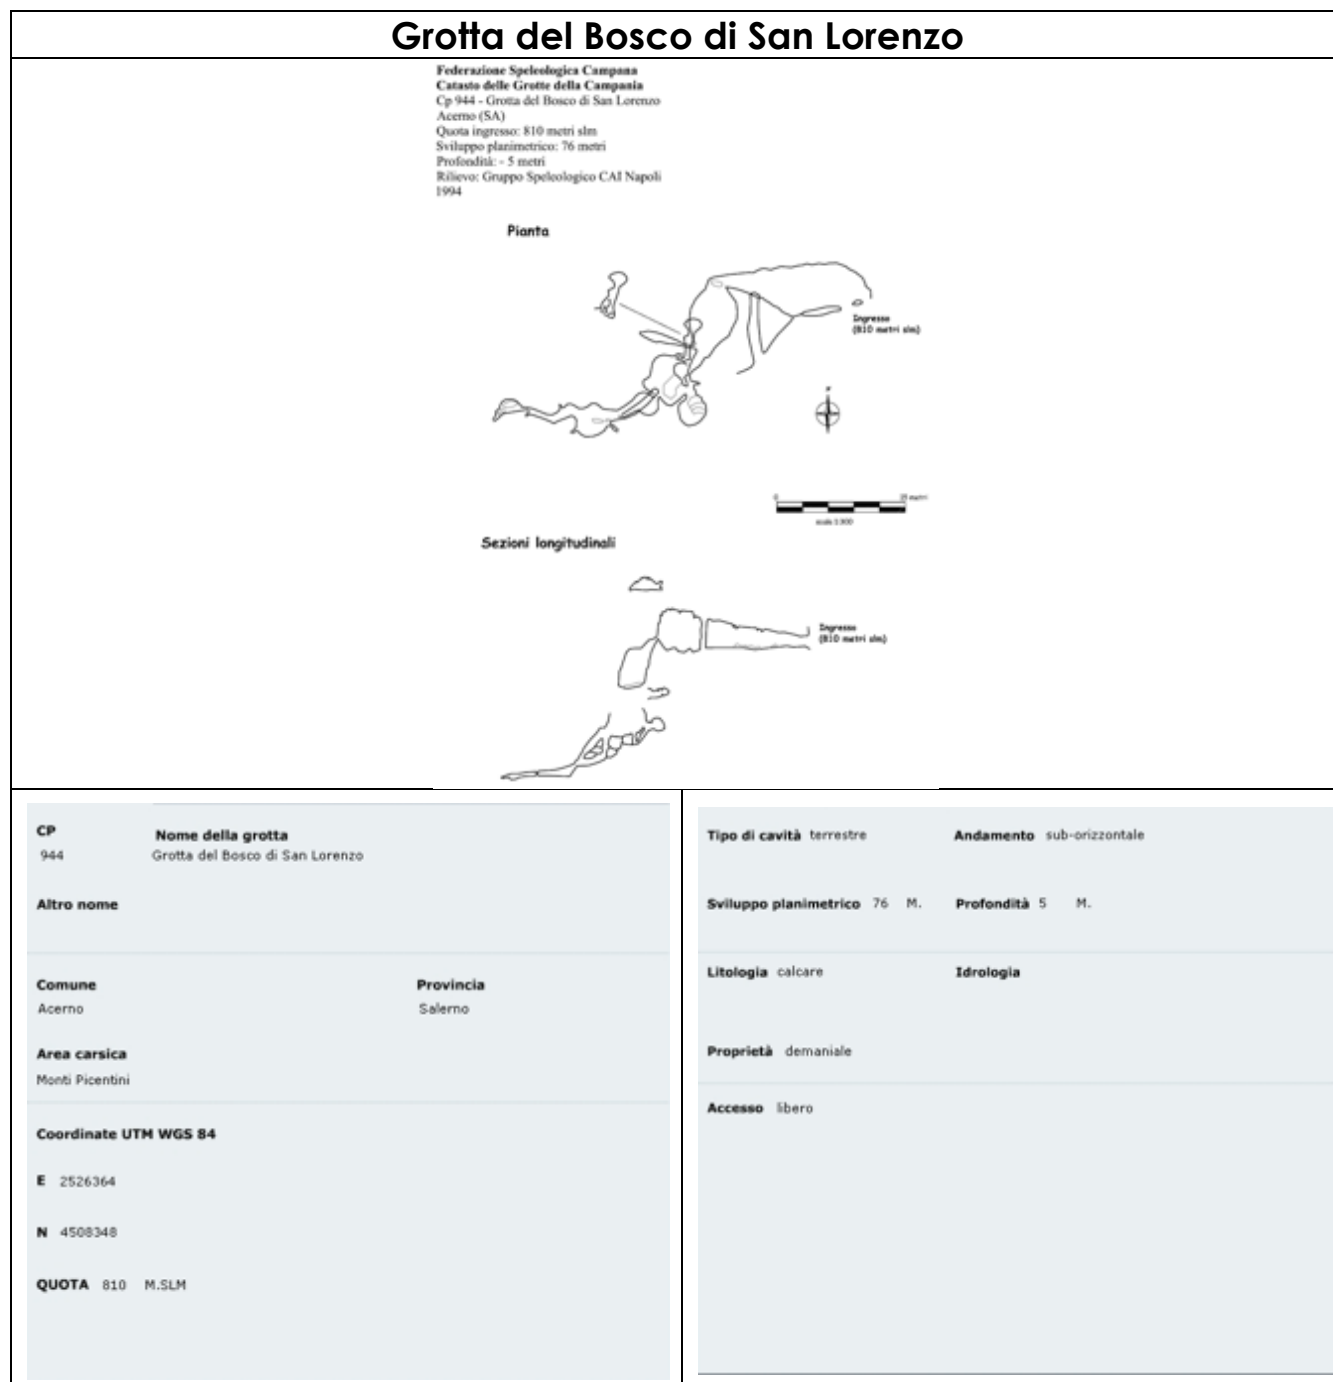 Grotta del Bosco di San Lorenzo
Federazione Speleologica Campana
Catasto delle Grotte della Campania
Cp 944 - Grotta del Bosco di San Lorenzo
Acerno (SA)
Quota ingresso: 810 metri slm
Sviluppo planimetrico: 76 metri
Profondità: - 5 metri
Rilievo: Gruppo Speleologico CAI Napoli
1994
Pianta
Ingresso
(810 metri slm)
0 metri
Sezioni longitudinali
Ingresso
(810 metri slm)
CP Nome della grotta
944 Grotta del Bosco di San Lorenzo
Altro nome
Comune Provincia
Acerno Salerno
Area carsica
Monti Picentini
Coordinate UTM WGS 84
E 2526364
N 4508348
QUOTA 810 M.SLM
Tipo di cavità terrestre Andamento sub-orizzontale
Sviluppo planimetrico 76 M. Profondità 5 M.
Litologia calcare Idrologia
Proprietà demaniale
Accesso libero